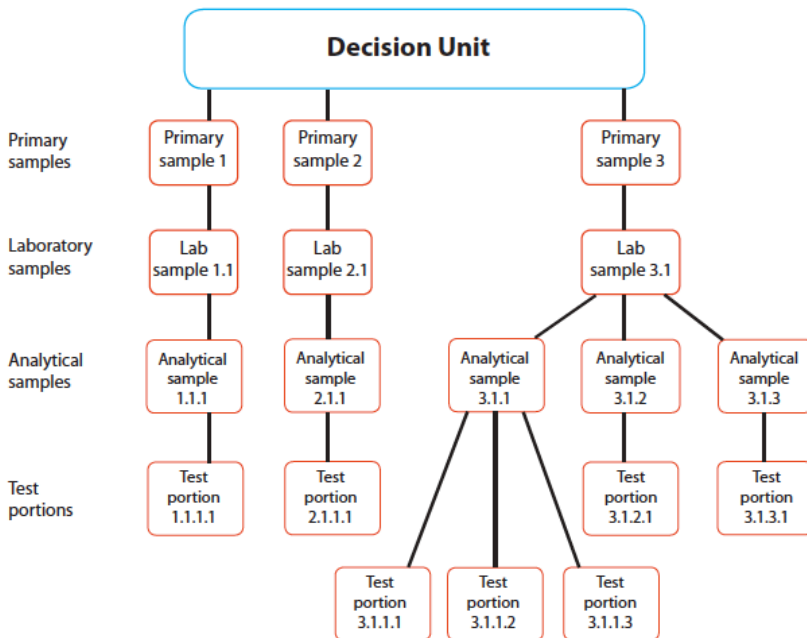 Decision Unit
Primary
samples
Primary
sample 1
Primary
sample 2
Primary
sample 3
Laboratory
samples
Lab
sample 1.1
Lab
sample 2.1
Lab
sample 3.1
Analytical
samples
Analytical
sample
1.1.1
Analytical
sample
2.1.1
Analytical
sample
3.1.1
Analytical
sample
3.1.2
Analytical
sample
3.1.3
Test
portions
Test
portion
1.1.1.1
Test
portion
2.1.1.1
Test
portion
3.1.2.1
Test
portion
3.1.3.1
Test
portion
3.1.1.1
Test
portion
3.1.1.2
Test
portion
3.1.1.3